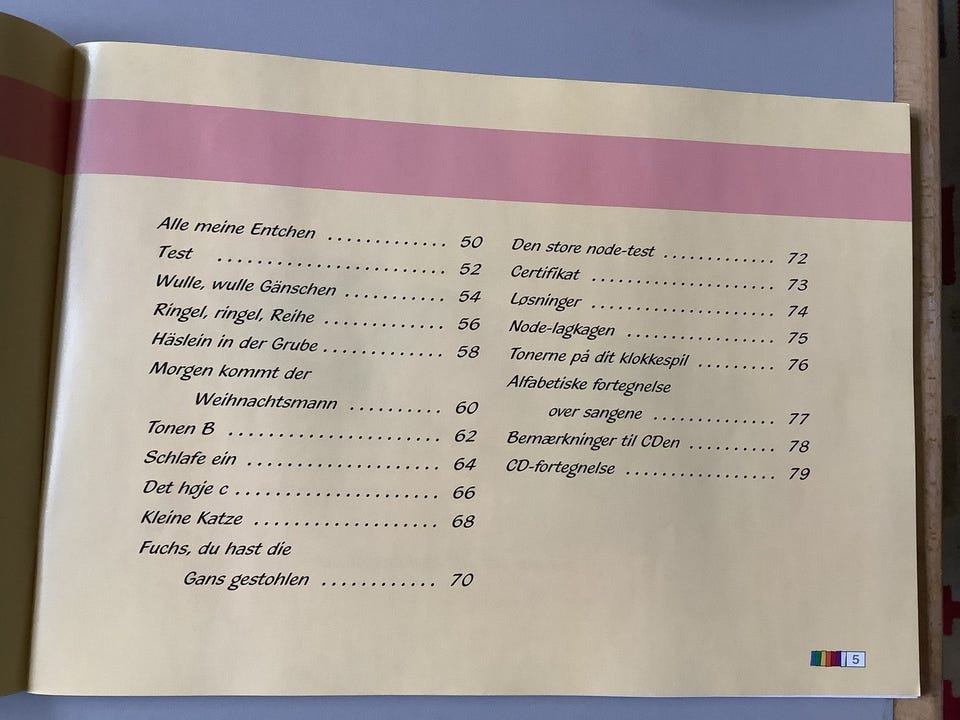 Alle meine Entchen ............. 50
Test ........................ 52
Wulle, wulle Gänschen ........... 54
Ringel, ringel, Reihe ............. 56
Häslein in der Grube ............. 58
Morgen kommt der
Weihnachtsmann .......... 60
Tonen B ....................... 62
Schlafe ein ..................... 64
Det høje c ...................... 66
Kleine Katze .................... 68
Fuchs, du hast die
Gans gestohlen ............ 70
Den store node-test ............. 72
Certifikat ..................... 73
Løsninger ..................... 74
Node-lagkagen .................. 75
Tonerne på dit klokkespil ......... 76
Alfabetiske fortegnelse
over sangene .............. 77
Bemærkninger til CDen .......... 78
CD-fortegnelse ................. 79
5